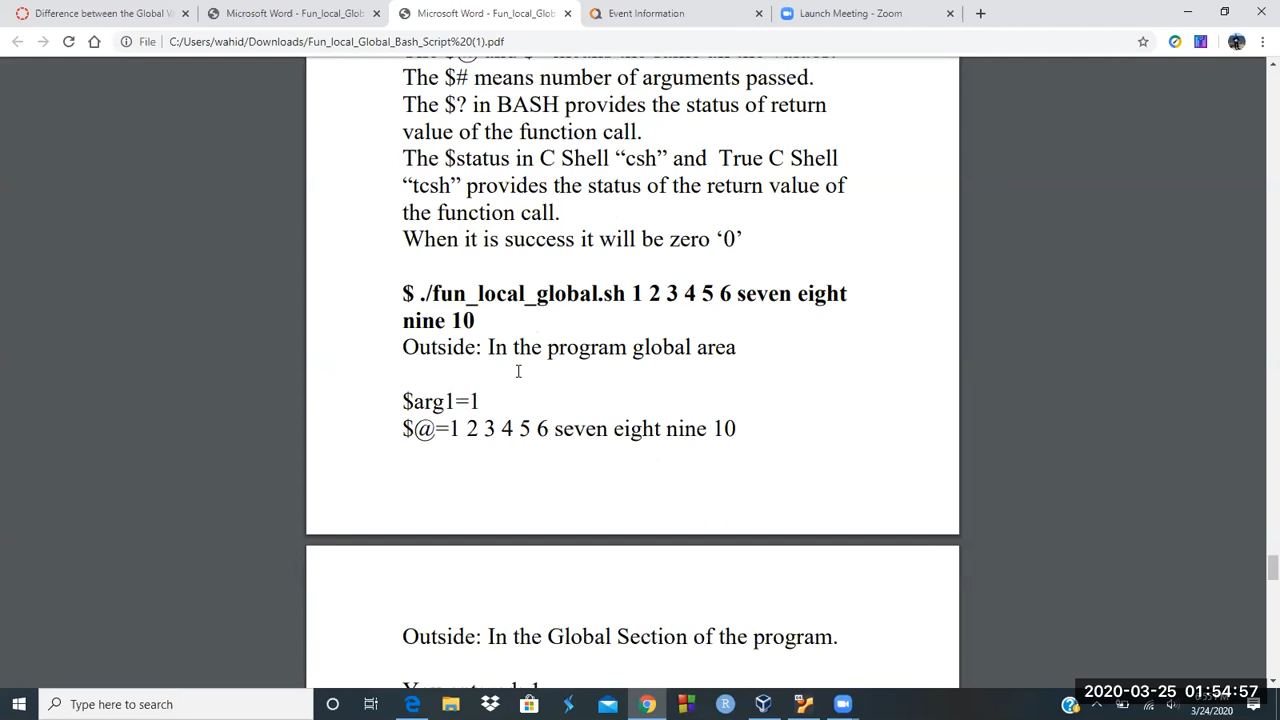 Difference between the Global Va
Microsoft Word - Fun_local_Glob
Microsoft Word - Fun_local_Glob
Event Information
Launch Meeting - Zoom
File
C:/Users/wahid/Downloads/Fun_local_Global_Bash_Script%20(1).pdf
The $# means number of arguments passed.
The $? in BASH provides the status of return
value of the function call.
The $status in C Shell “csh” and True C Shell
“tcsh” provides the status of the return value of
the function call.
When it is success it will be zero ‘0’
$ ./fun_local_global.sh 1 2 3 4 5 6 seven eight
nine 10
Outside: In the program global area
$arg1=1
$@=1 2 3 4 5 6 seven eight nine 10
Outside: In the Global Section of the program.
Type here to search
2020-03-25 01:54:57
3/24/2020